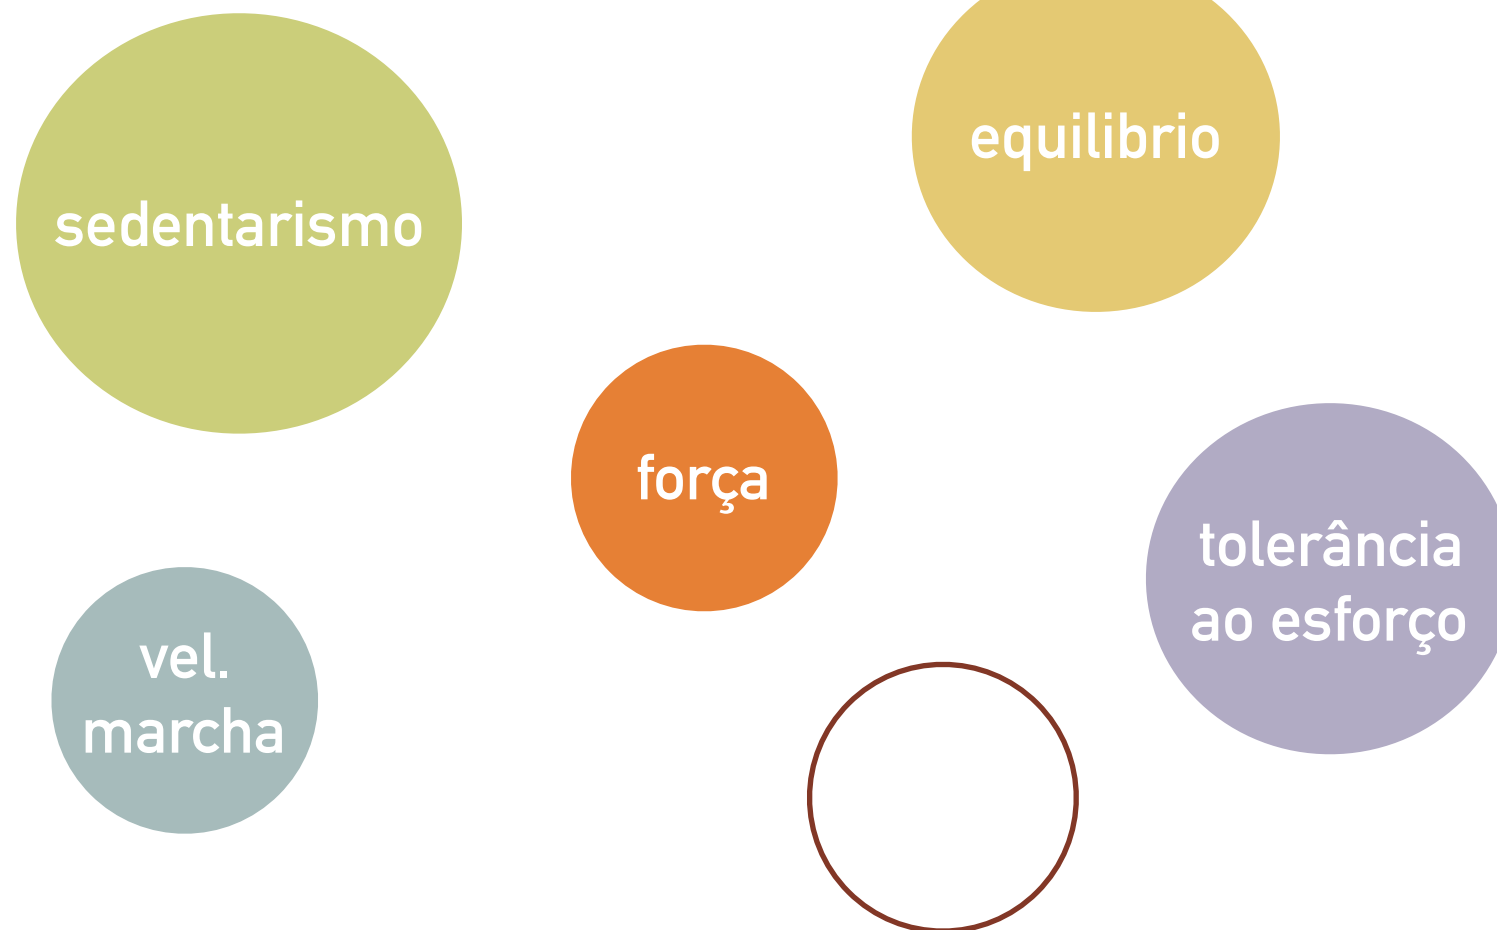 equilibrio
sedentarismo
força
tolerância
ao esforço
vel.
marcha